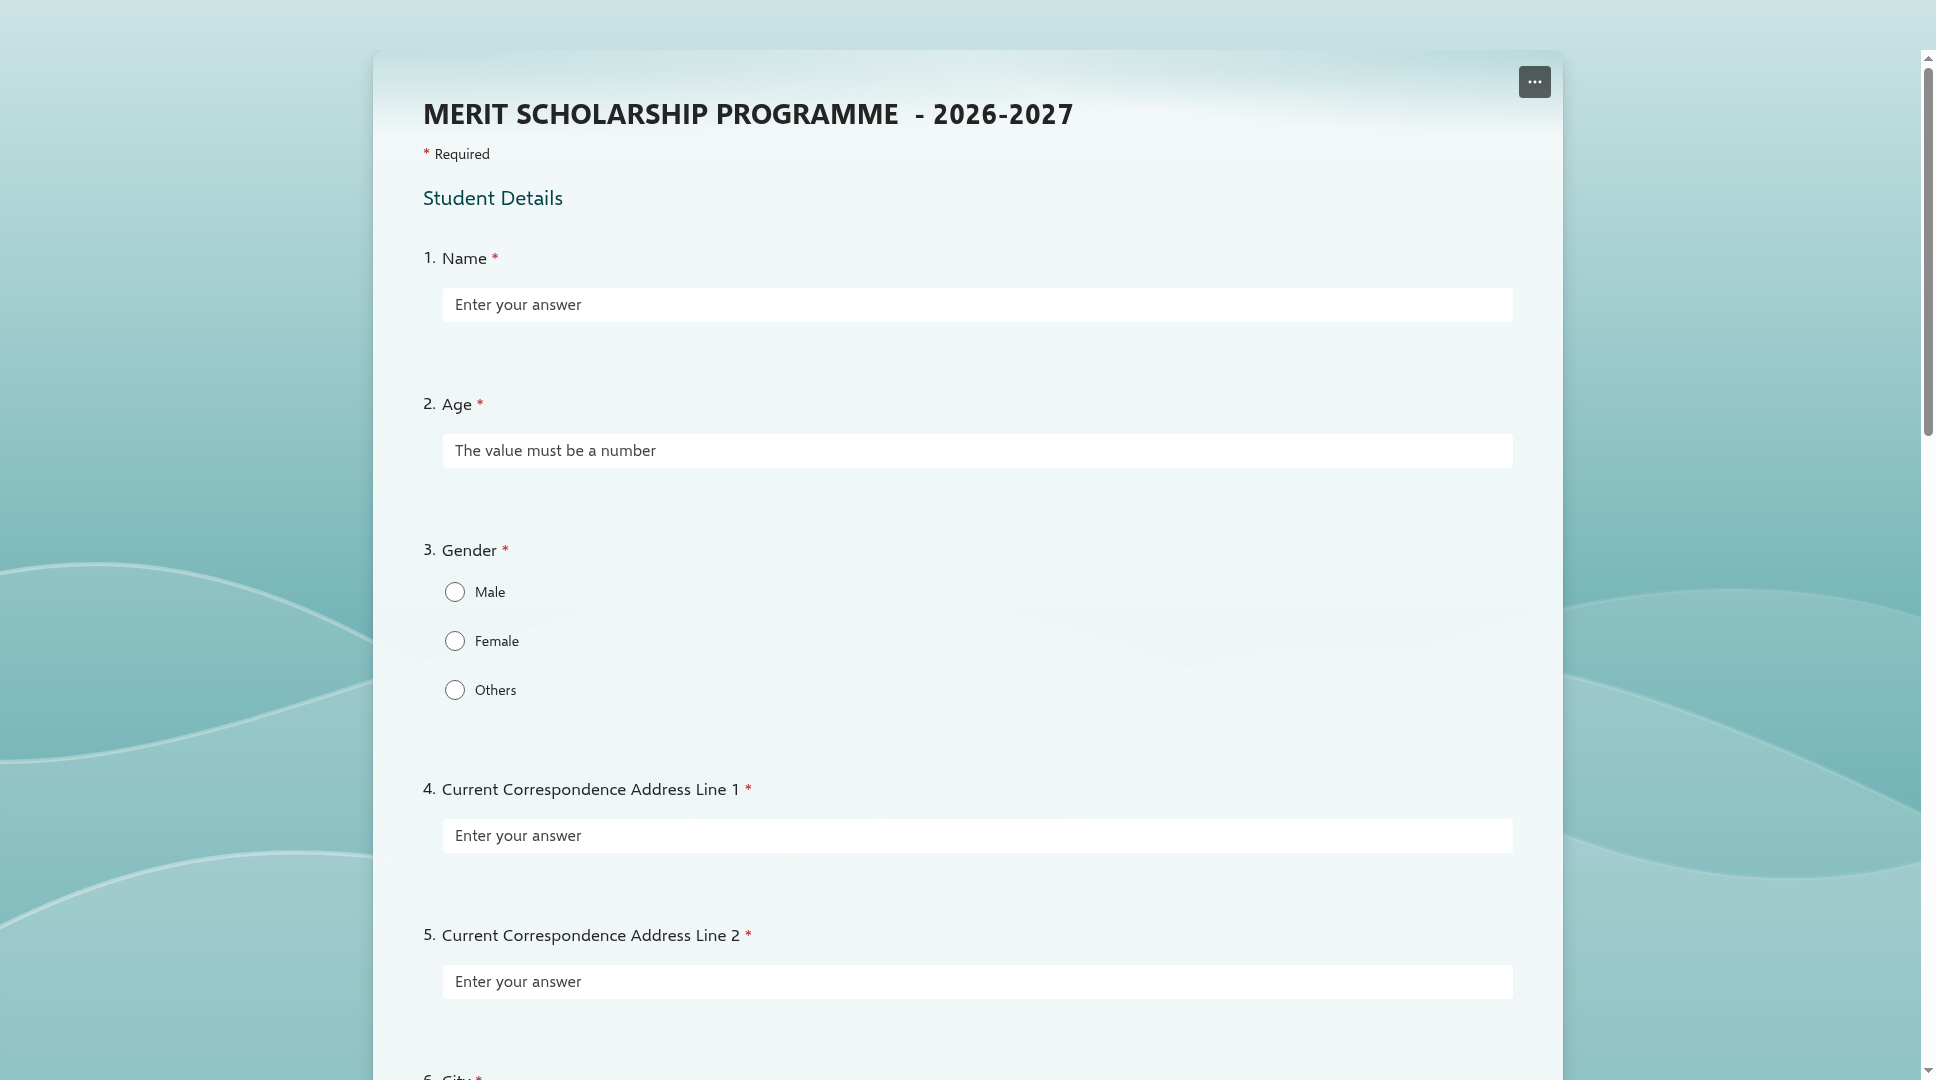 MERIT SCHOLARSHIP PROGRAMME - 2026-2027
* Required
Student Details
1. Name *
Enter your answer
2. Age *
The value must be a number
3. Gender *
Male
Female
Others
4. Current Correspondence Address Line 1 *
Enter your answer
5. Current Correspondence Address Line 2 *
Enter your answer
6. City *